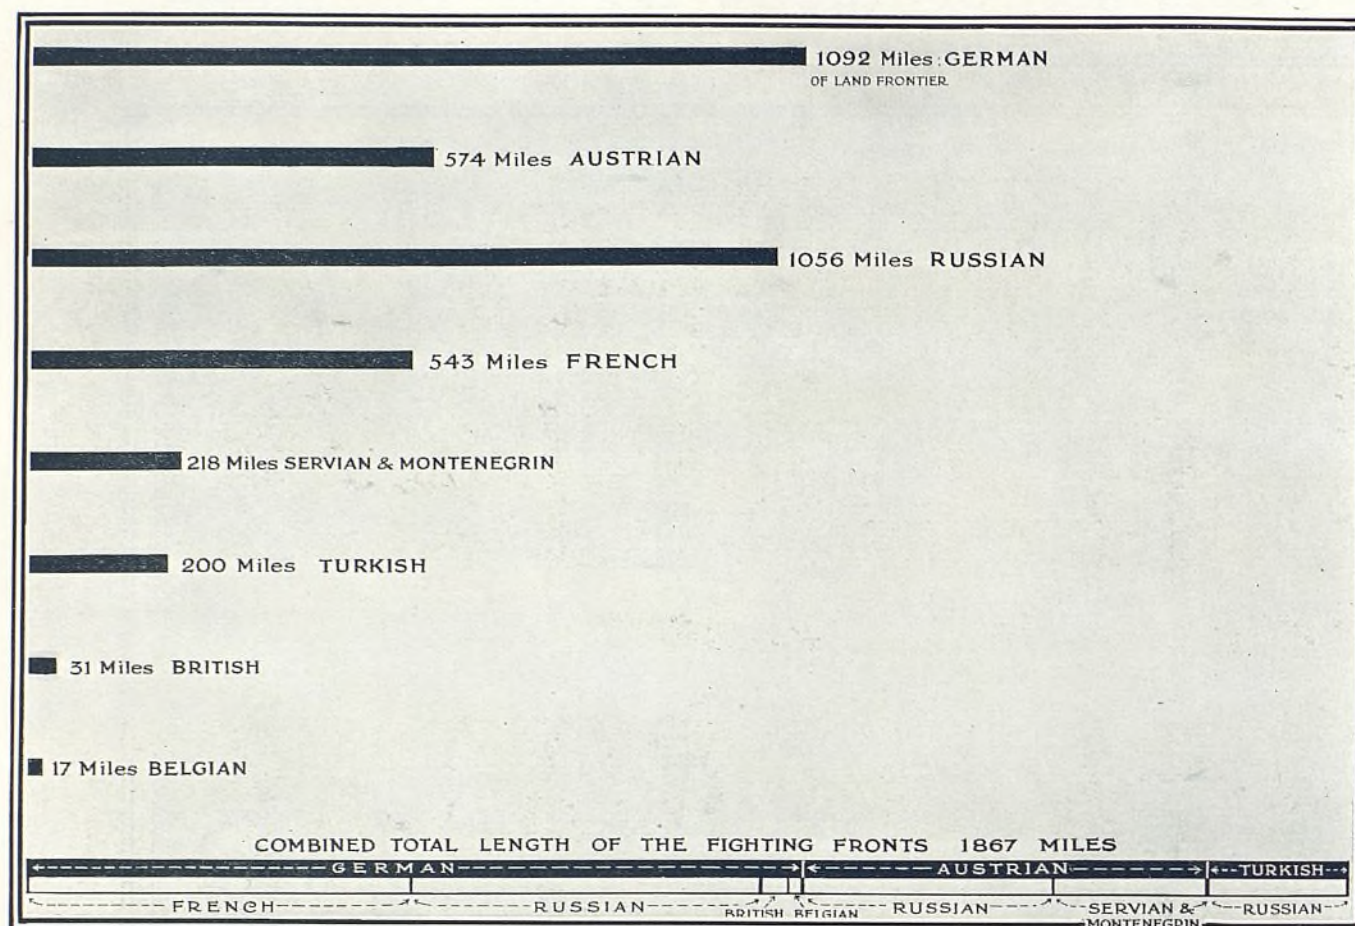 1092 Miles : GERMAN
OF LAND FRONTIER
574 Miles AUSTRIAN
1056 Miles RUSSIAN
543 Miles FRENCH
218 Miles SERVIAN & MONTENEGRIN
200 Miles TURKISH
31 Miles BRITISH
17 Miles BELGIAN
COMBINED TOTAL LENGTH OF THE FIGHTING FRONTS 1867 MILES
GERMAN AUSTRIAN TURKISH
FRENCH RUSSIAN BRITISH BELGIAN RUSSIAN SERVIAN & RUSSIAN
MONTENEGRIN